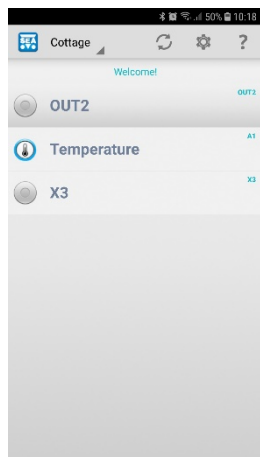 50% 10:18
SEA
Cottage ?
Welcome!
OUT2 OUT2
Temperature A1
X3 X3